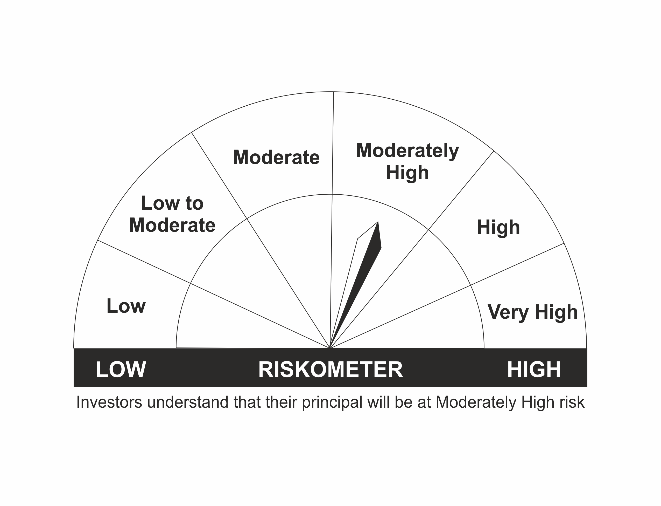 Moderate
Moderately
High
Low to
Moderate
High
Low
Very High
LOW RISKOMETER HIGH
Investors understand that their principal will be at Moderately High risk